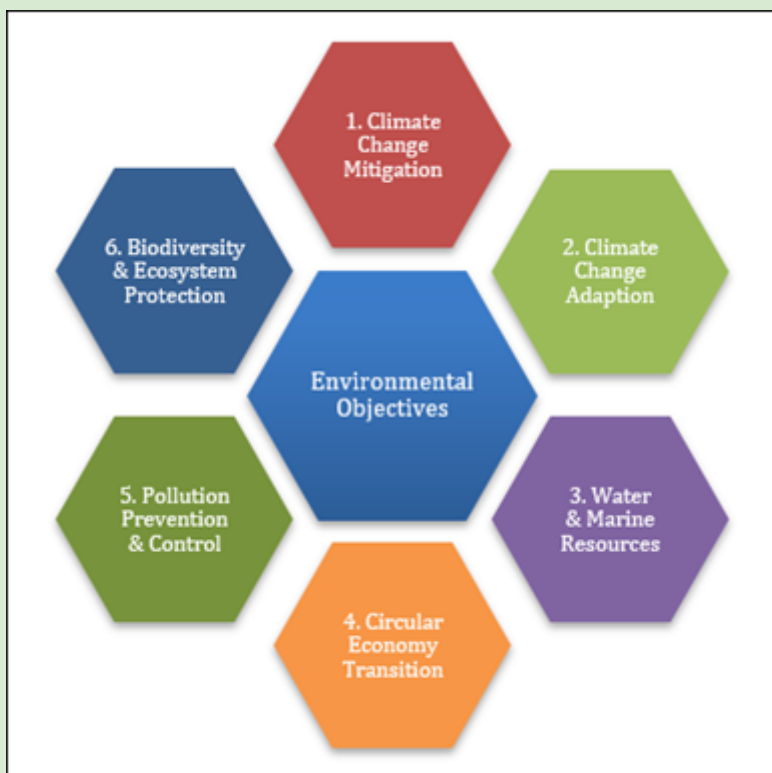 1. Climate
Change
Mitigation
2. Climate
Change
Adaption
3. Water
& Marine
Resources
4. Circular
Economy
Transition
5. Pollution
Prevention
& Control
6. Biodiversity
& Ecosystem
Protection
Environmental
Objectives